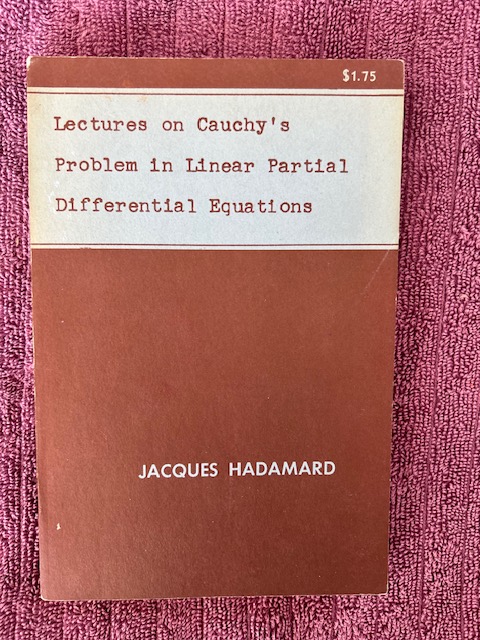 $1.75
Lectures on Cauchy's
Problem in Linear Partial
Differential Equations
JACQUES HADAMARD